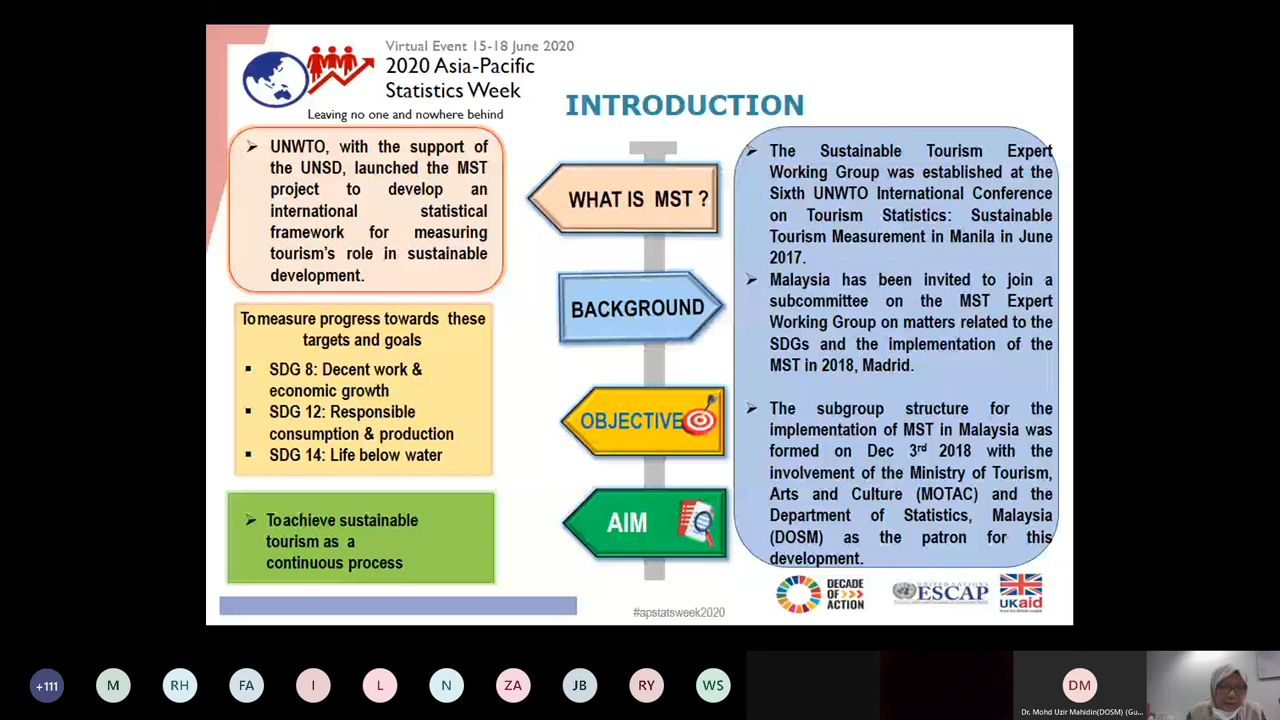 Virtual Event 15-18 June 2020
2020 Asia-Pacific
Statistics Week
Leaving no one and nowhere behind
INTRODUCTION
➢ UNWTO, with the support of
the UNSD, launched the MST
project to develop an
international statistical
framework for measuring
tourism's role in sustainable
development.
To measure progress towards these
targets and goals
▪ SDG 8: Decent work &
economic growth
▪ SDG 12: Responsible
consumption & production
▪ SDG 14: Life below water
➢ To achieve sustainable
tourism as a
continuous process
WHAT IS MST ?
BACKGROUND
OBJECTIVE
AIM
➢ The Sustainable Tourism Expert
Working Group was established at the
Sixth UNWTO International Conference
on Tourism Statistics: Sustainable
Tourism Measurement in Manila in June
2017.
➢ Malaysia has been invited to join a
subcommittee on the MST Expert
Working Group on matters related to the
SDGs and the implementation of the
MST in 2018, Madrid.
➢ The subgroup structure for the
implementation of MST in Malaysia was
formed on Dec 3rd 2018 with the
involvement of the Ministry of Tourism,
Arts and Culture (MOTAC) and the
Department of Statistics, Malaysia
(DOSM) as the patron for this
development.
#apstatsweek2020
DECADE
OF >>>
ACTION
UNITED NATIONS
ESCAP
UKaid
+111
M
RH
FA
I
L
N
ZA
JB
RY
WS
DM
Dr. Mohd Uzir Mahidin(DOSM) (Gu...